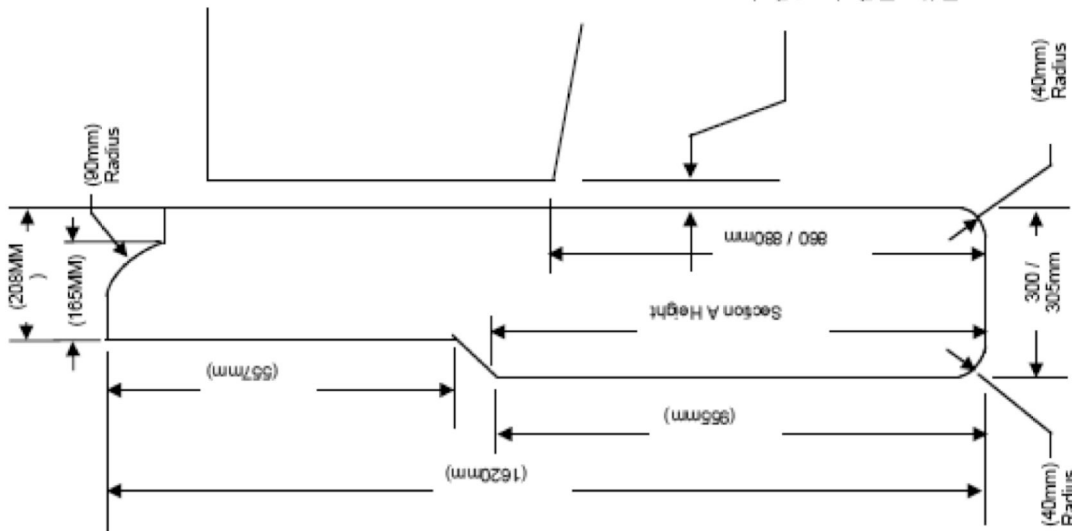 (90mm)
Radius
(40mm)
Radius
(208MM
)
(165MM)
860 / 880mm
300 /
305mm
Section A Height
(557mm)
(955mm)
(1620mm)
(40mm)
Radius